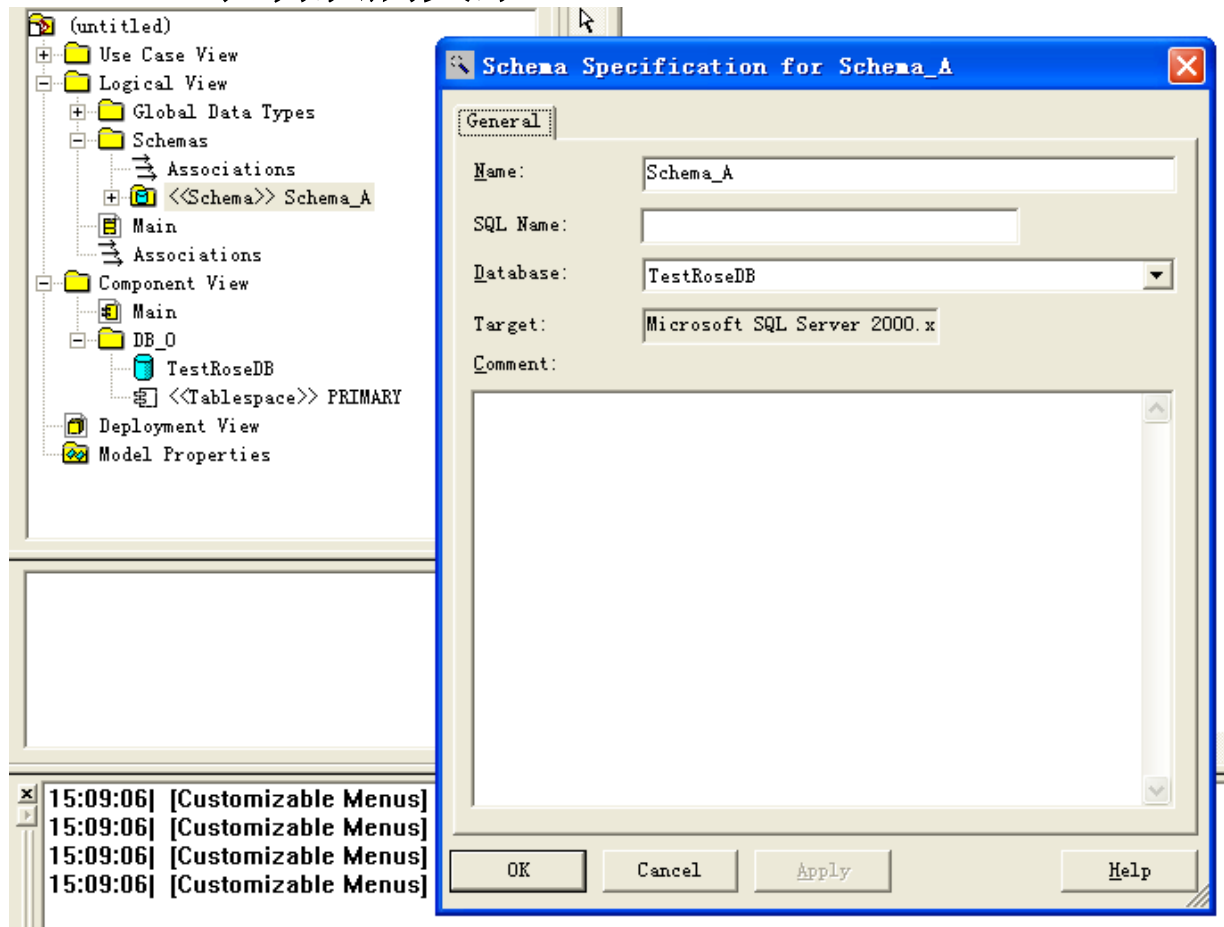 (untitled)
Use Case View
Logical View
Global Data Types
Schemas
Associations
<<Schema>> Schema_A
Main
Associations
Component View
Main
DB_0
TestRoseDB
<<Tablespace>> PRIMARY
Deployment View
Model Properties
Schema Specification for Schema_A
General
Name:
Schema_A
SQL Name:
Database:
TestRoseDB
Target:
Microsoft SQL Server 2000.x
Comment:
OK
Cancel
Apply
Help
15:09:06| [Customizable Menus]
15:09:06| [Customizable Menus]
15:09:06| [Customizable Menus]
15:09:06| [Customizable Menus]